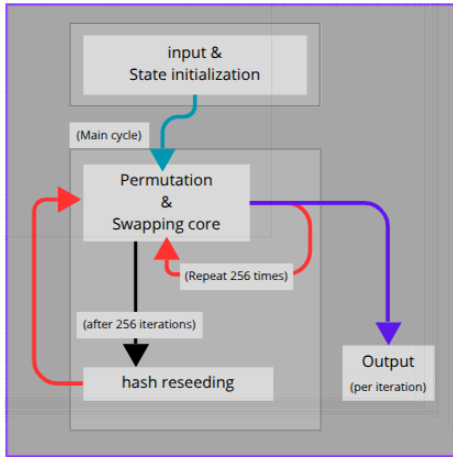 input &
State initialization
(Main cycle)
Permutation
&
Swapping core
(Repeat 256 times)
(after 256 iterations)
hash reseeding
Output
(per iteration)